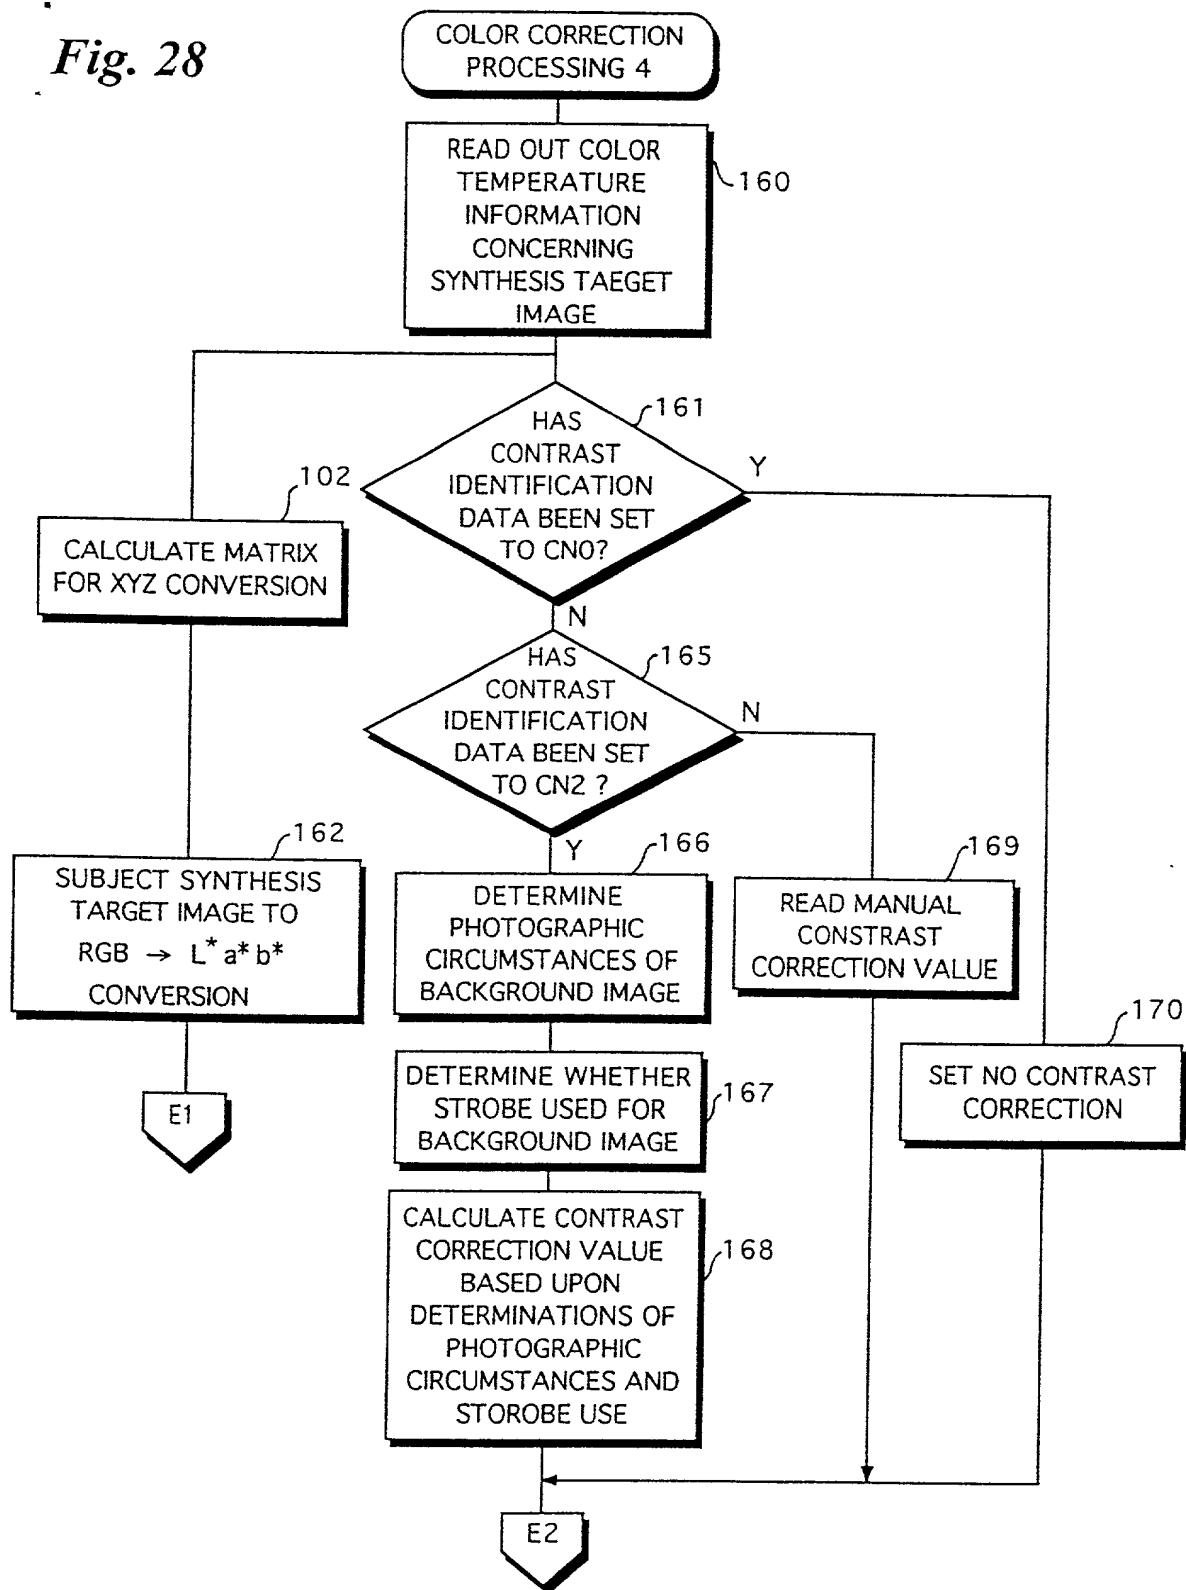 Fig. 28
COLOR CORRECTION
PROCESSING 4
READ OUT COLOR
TEMPERATURE
INFORMATION
CONCERNING
SYNTHESIS TAEGET
IMAGE
160
HAS
CONTRAST
IDENTIFICATION
DATA BEEN SET
TO CN0?
161
Y
N
102
CALCULATE MATRIX
FOR XYZ CONVERSION
HAS
CONTRAST
IDENTIFICATION
DATA BEEN SET
TO CN2 ?
165
N
Y
162
SUBJECT SYNTHESIS
TARGET IMAGE TO
RGB → L* a* b*
CONVERSION
E1
166
DETERMINE
PHOTOGRAPHIC
CIRCUMSTANCES OF
BACKGROUND IMAGE
169
READ MANUAL
CONSTRAST
CORRECTION VALUE
170
SET NO CONTRAST
CORRECTION
DETERMINE WHETHER
STROBE USED FOR
BACKGROUND IMAGE
167
CALCULATE CONTRAST
CORRECTION VALUE
BASED UPON
DETERMINATIONS OF
PHOTOGRAPHIC
CIRCUMSTANCES AND
STOROBE USE
168
E2